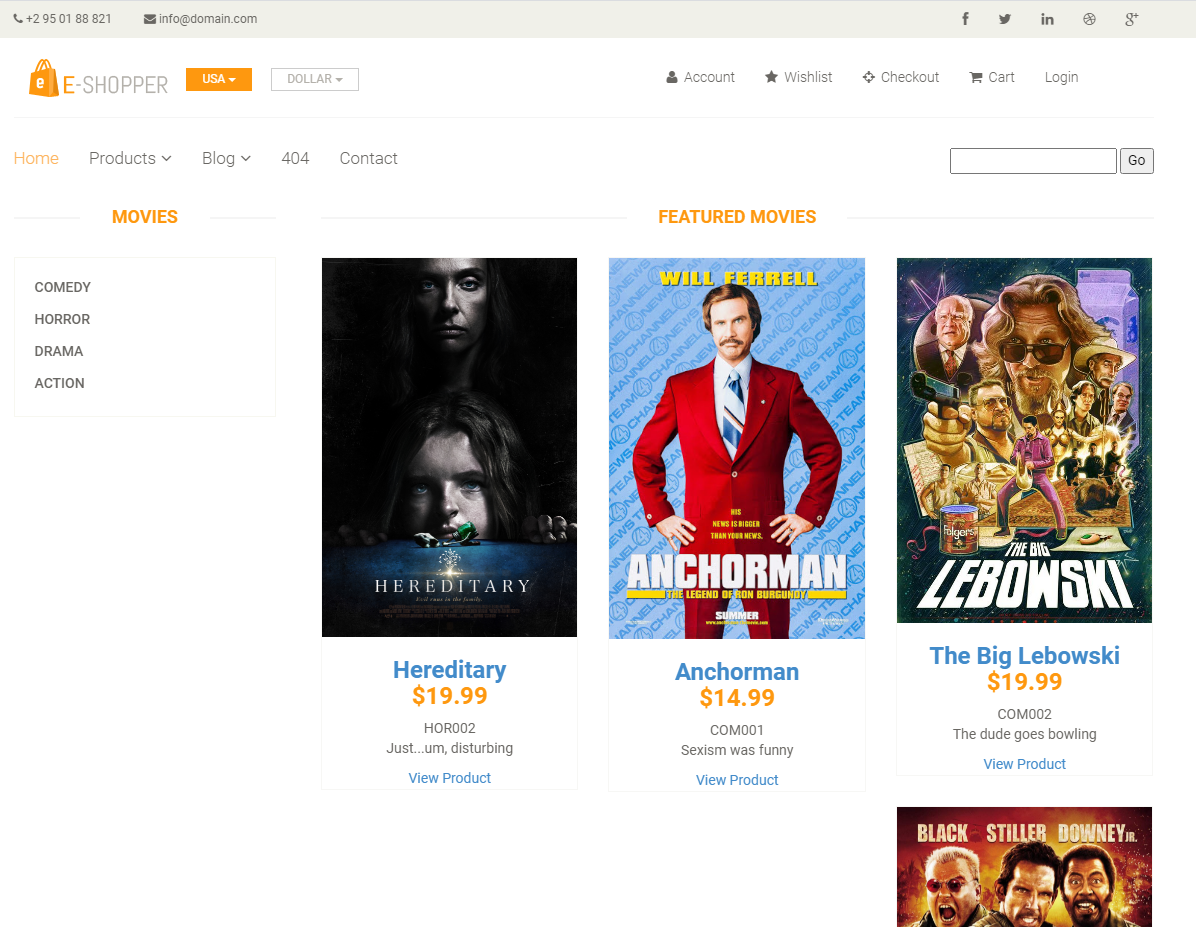 +2 95 01 88 821
info@domain.com
E-SHOPPER
USA
DOLLAR
Account
Wishlist
Checkout
Cart
Login
Home
Products
Blog
404
Contact
Go
MOVIES
COMEDY
HORROR
DRAMA
ACTION
FEATURED MOVIES
HEREDITARY
Evil runs in the family.
Hereditary
$19.99
HOR002
Just...um, disturbing
View Product
WILL FERRELL
HIS
NEWS IS BIGGER
THAN YOUR NEWS.
ANCHORMAN
THE LEGEND OF RON BURGUNDY
SUMMER
Anchorman
$14.99
COM001
Sexism was funny
View Product
Folgers
THE BIG
LEBOWSKI
The Big Lebowski
$19.99
COM002
The dude goes bowling
View Product
BLACK STILLER DOWNEY JR.